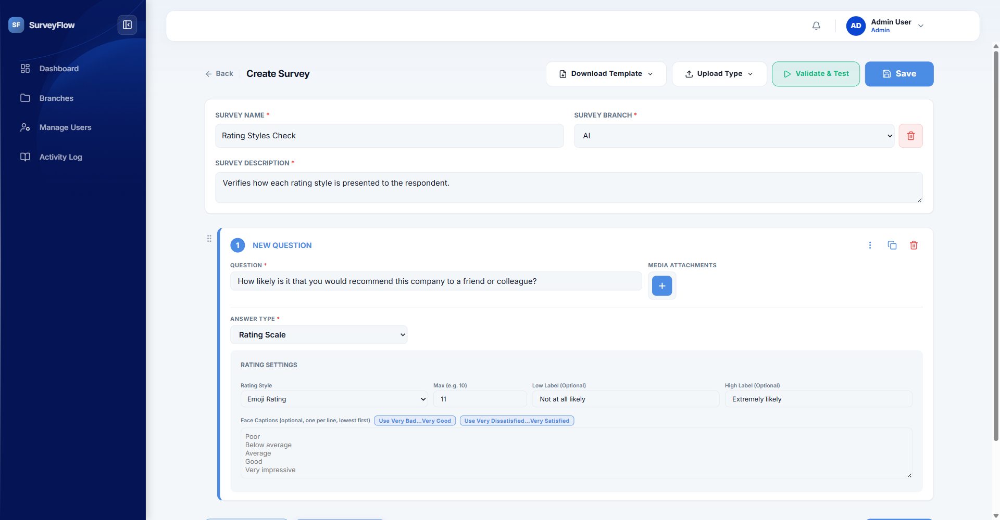 SF SurveyFlow
Dashboard
Branches
Manage Users
Activity Log
AD Admin User
Admin
Back Create Survey Download Template Upload Type Validate & Test Save
SURVEY NAME * SURVEY BRANCH *
Rating Styles Check AI
SURVEY DESCRIPTION *
Verifies how each rating style is presented to the respondent.
1 NEW QUESTION
QUESTION * MEDIA ATTACHMENTS
How likely is it that you would recommend this company to a friend or colleague?
ANSWER TYPE *
Rating Scale
RATING SETTINGS
Rating Style Max (e.g. 10) Low Label (Optional) High Label (Optional)
Emoji Rating 11 Not at all likely Extremely likely
Face Captions (optional, one per line, lowest first) Use Very Bad...Very Good Use Very Dissatisfied...Very Satisfied
Poor
Below average
Average
Good
Very impressive